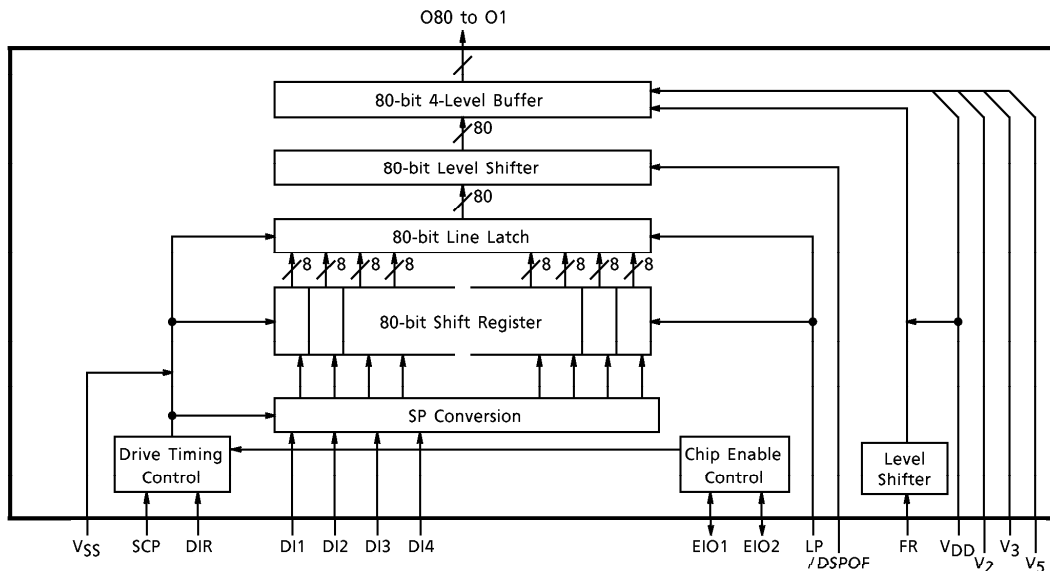 O80 to O1
80-bit 4-Level Buffer
80
80-bit Level Shifter
80
80-bit Line Latch
8 8 8 8 8 8 8 8
80-bit Shift Register
SP Conversion
Drive Timing
Control
Chip Enable
Control
Level
Shifter
VSS SCP DIR DI1 DI2 DI3 DI4 EIO1 EIO2 LP /DSPOF FR VDD V2 V3 V5